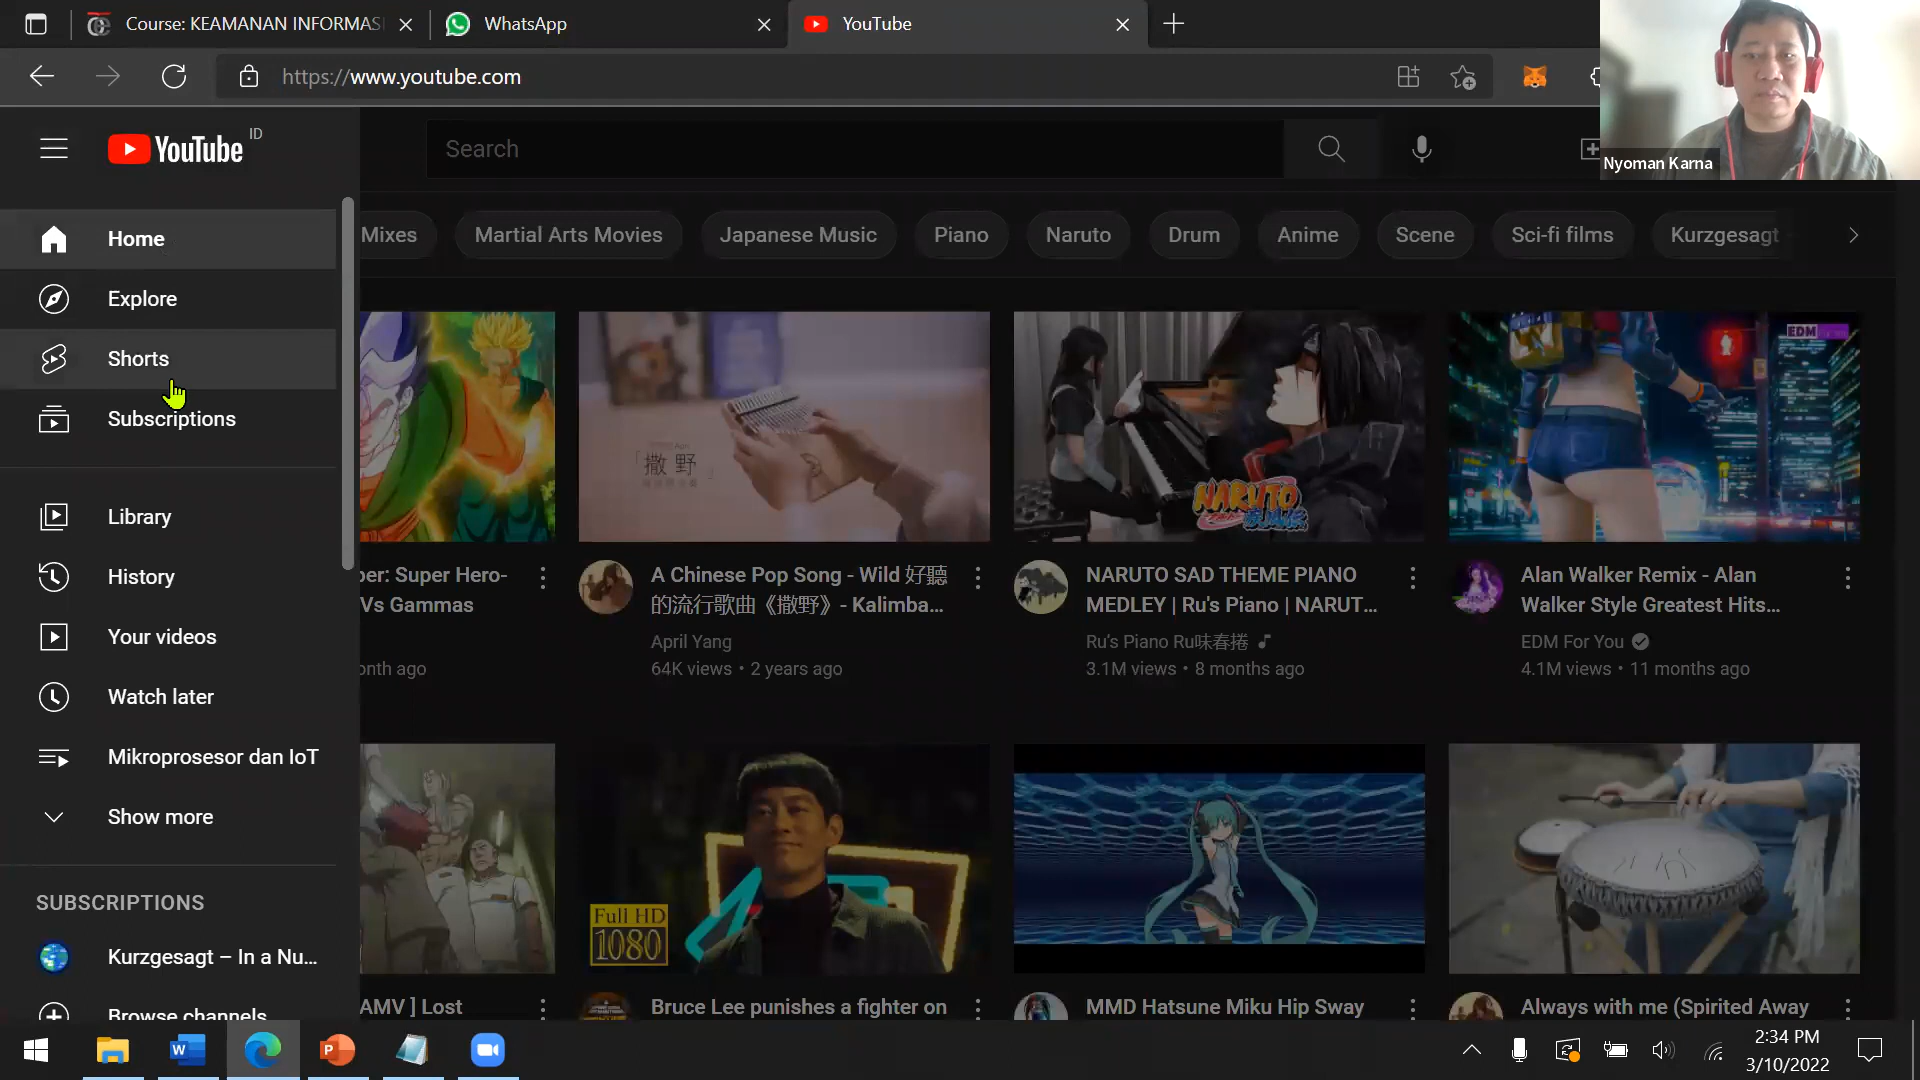 Course: KEAMANAN INFORMAS
WhatsApp
YouTube
https://www.youtube.com
Nyoman Karna
YouTube ID
Search
Mixes
Martial Arts Movies
Japanese Music
Piano
Naruto
Drum
Anime
Scene
Sci-fi films
Kurzgesagt
Home
Explore
Shorts
Subscriptions
Library
History
Your videos
Watch later
Mikroprosesor dan IoT
Show more
SUBSCRIPTIONS
Kurzgesagt – In a Nu...
Browse channels
「撒 野」
NARUTO
EDM
per: Super Hero-
Vs Gammas
onth ago
A Chinese Pop Song - Wild 好聽
的流行歌曲《撒野》- Kalimba...
April Yang
64K views • 2 years ago
NARUTO SAD THEME PIANO
MEDLEY | Ru's Piano | NARUT...
Ru's Piano Ru味春捲
3.1M views • 8 months ago
Alan Walker Remix - Alan
Walker Style Greatest Hits...
EDM For You
4.1M views • 11 months ago
Full HD
1080
AMV ] Lost
Bruce Lee punishes a fighter on
MMD Hatsune Miku Hip Sway
Always with me (Spirited Away
2:34 PM
3/10/2022